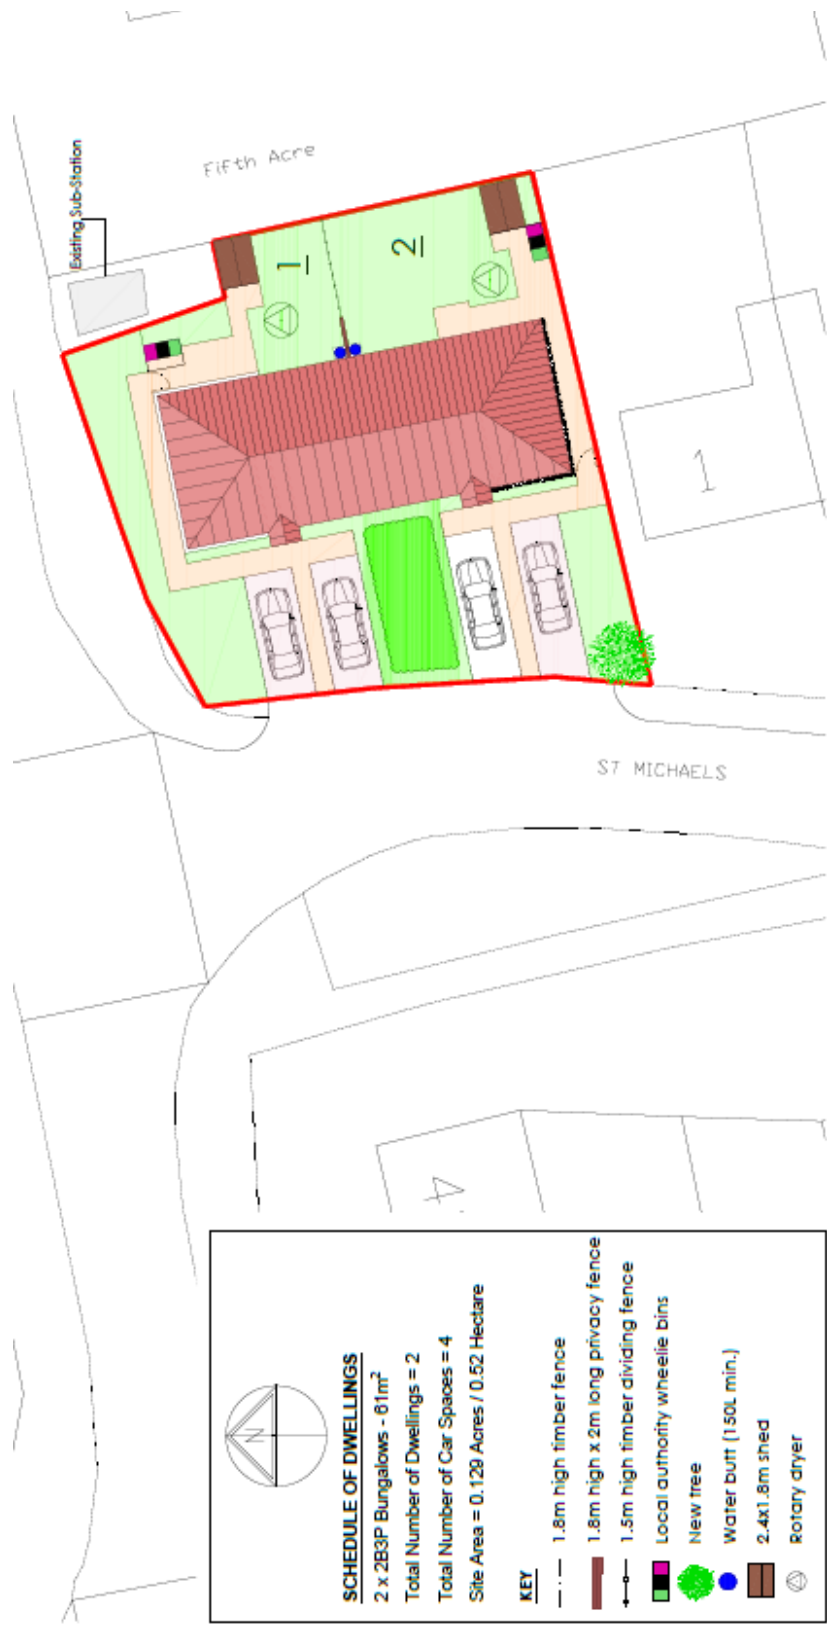 Existing Sub-Station
Fifth Acre
1
2
1
ST MICHAELS
4
N
SCHEDULE OF DWELLINGS
2 x 2B3P Bungalows - 61m²
Total Number of Dwellings = 2
Total Number of Car Spaces = 4
Site Area = 0.129 Acres / 0.52 Hectare
KEY
1.8m high timber fence
1.8m high x 2m long privacy fence
1.5m high timber dividing fence
Local authority wheelie bins
New tree
Water butt (150L min.)
2.4x1.8m shed
Rotary dryer